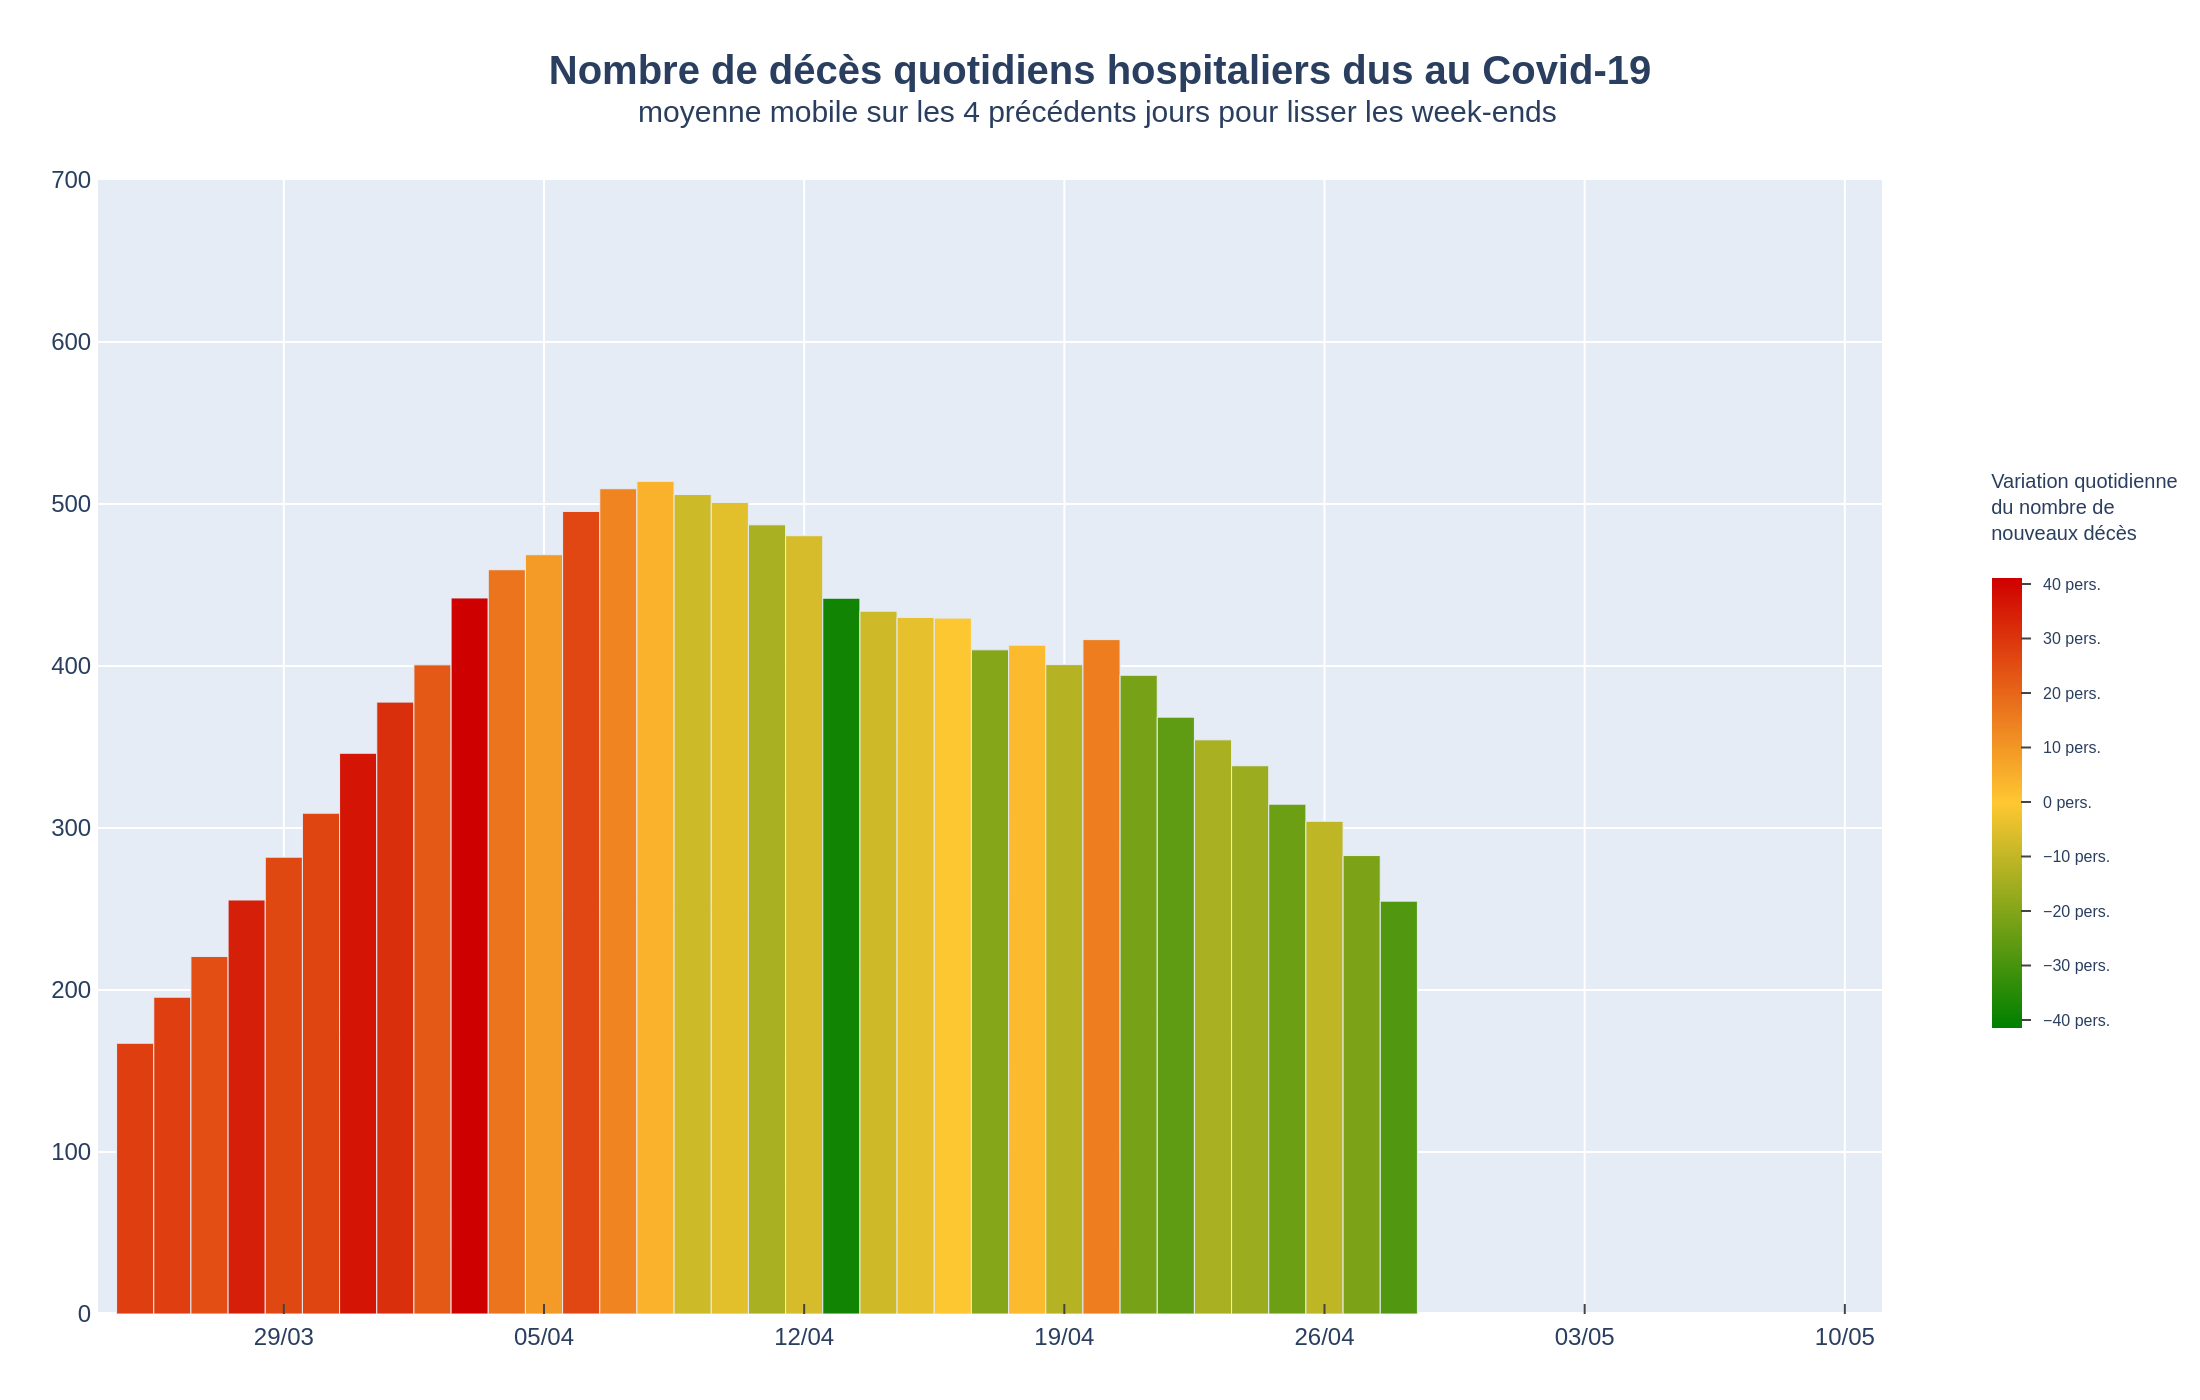 Nombre de décès quotidiens hospitaliers dus au Covid-19
moyenne mobile sur les 4 précédents jours pour lisser les week-ends
700
600
500
400
300
200
100
0
29/03
05/04
12/04
19/04
26/04
03/05
10/05
Variation quotidienne
du nombre de
nouveaux décès
40 pers.
30 pers.
20 pers.
10 pers.
0 pers.
−10 pers.
−20 pers.
−30 pers.
−40 pers.